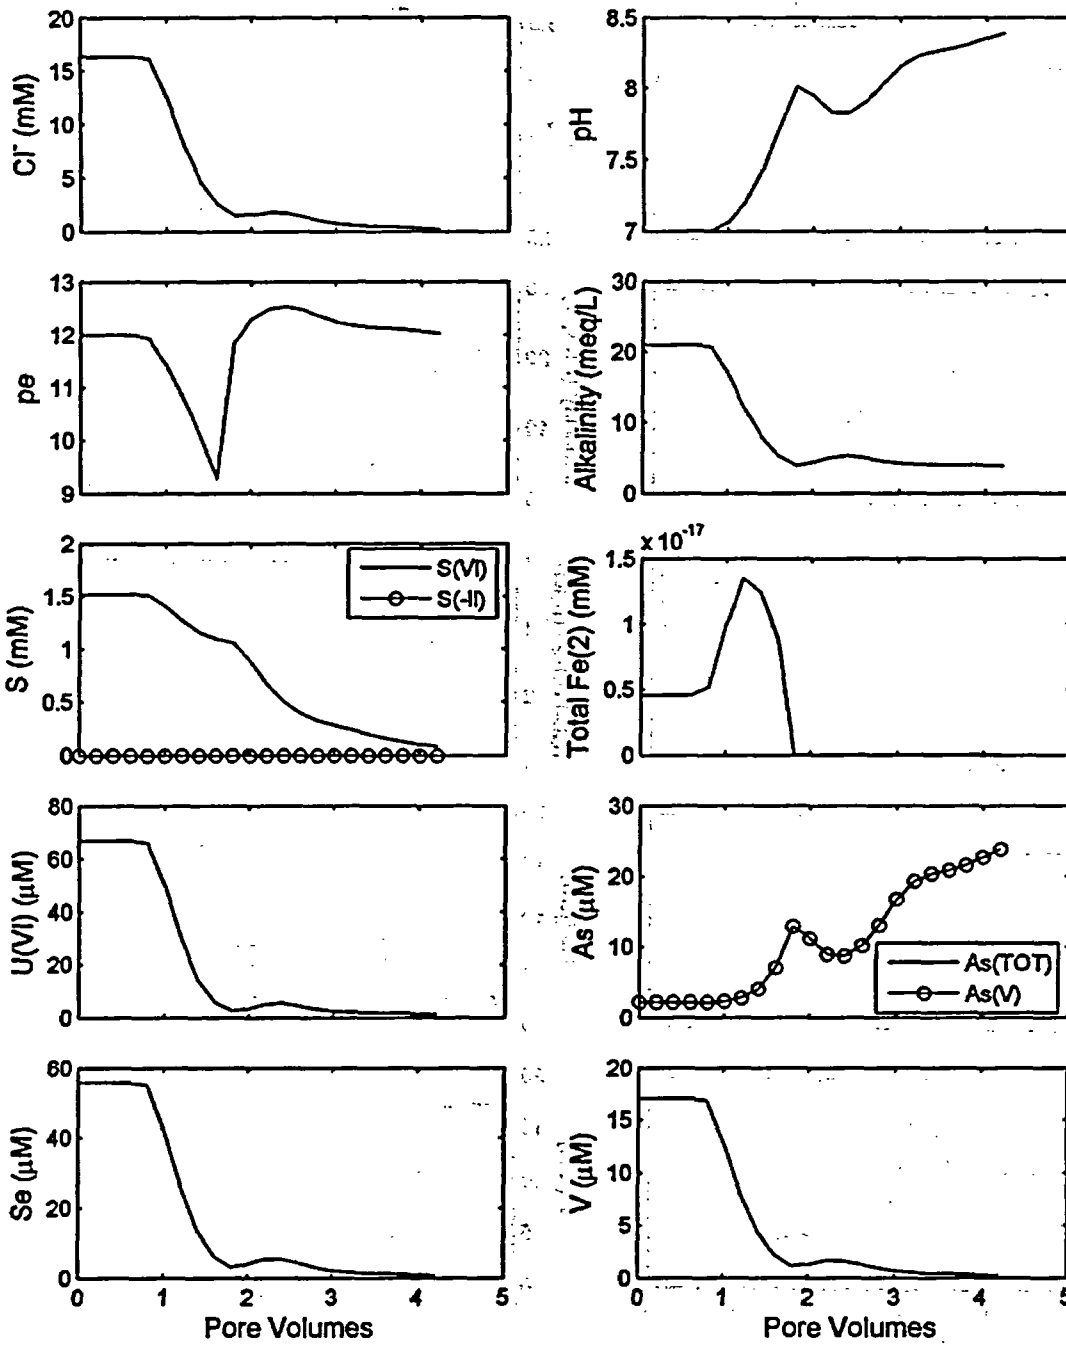 20
15
10
5
0
Cl⁻ (mM)
8.5
8
7.5
7
pH
13
12
11
10
9
pe
30
20
10
0
Alkalinity (meq/L)
2
1.5
1
0.5
0
S (mM)
S(VI)
S(-II)
x 10⁻¹⁷
1.5
1
0.5
0
Total Fe(2) (mM)
80
60
40
20
0
U(VI) (μM)
30
20
10
0
As (μM)
As(TOT)
As(V)
60
40
20
0
Se (μM)
0 1 2 3 4 5
Pore Volumes
20
15
10
5
0
V (μM)
0 1 2 3 4 5
Pore Volumes